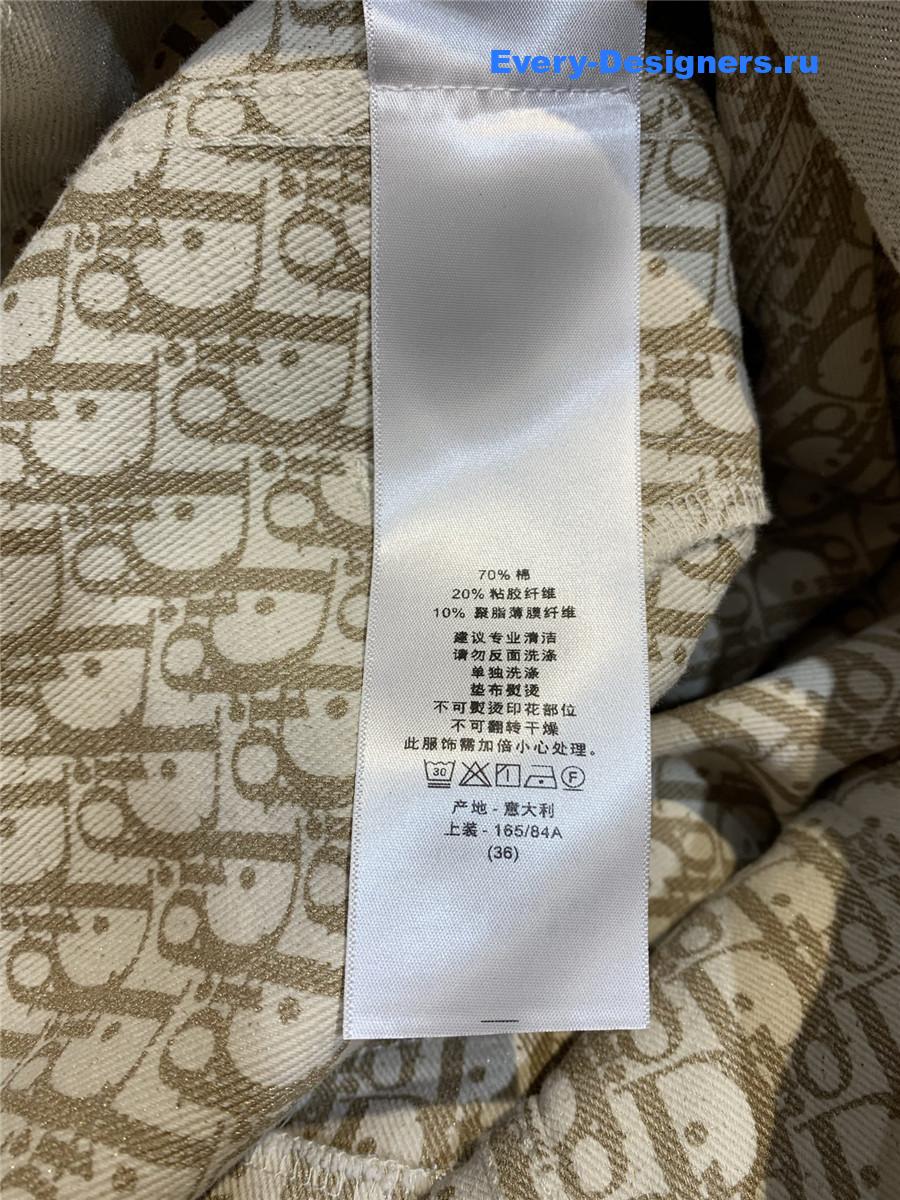 Every-Designers.ru
70% 棉
20% 粘胶纤维
10% 聚脂薄膜纤维
建议专业清洁
请勿反面洗涤
单独洗涤
垫布熨烫
不可熨烫印花部位
不可翻转干燥
此服饰需加倍小心处理。
30 F
产地 - 意大利
上装 - 165/84A
(36)